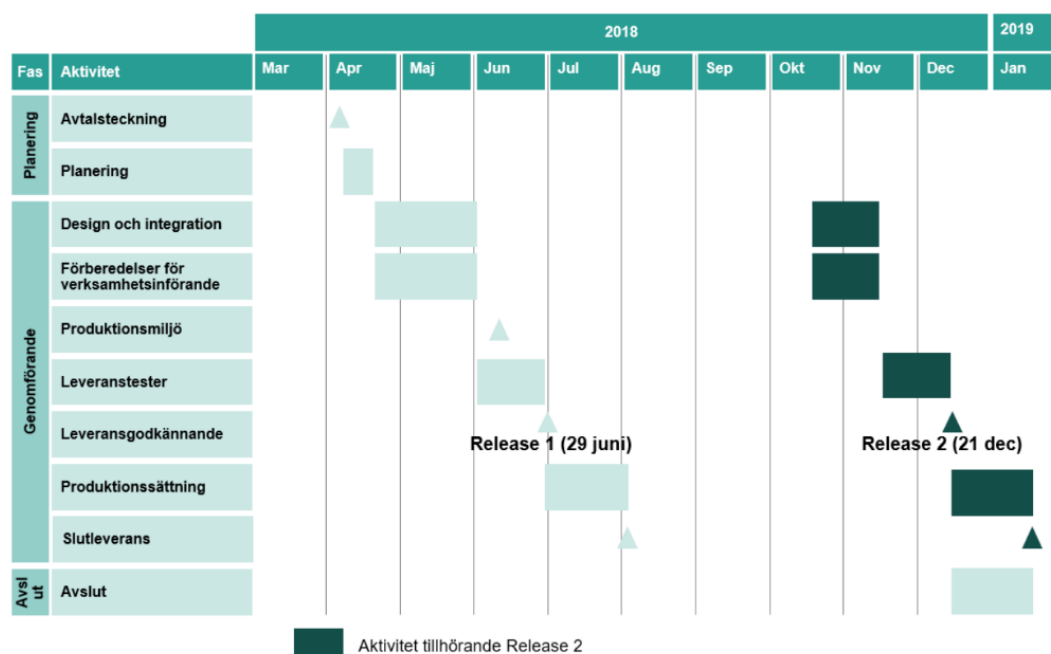 2018
2019
Fas
Aktivitet
Mar
Apr
Maj
Jun
Jul
Aug
Sep
Okt
Nov
Dec
Jan
Planering
Avtalsteckning
Planering
Genomförande
Design och integration
Förberedelser för
verksamhetsinförande
Produktionsmiljö
Leveranstester
Leveransgodkännande
Release 1 (29 juni)
Release 2 (21 dec)
Produktionssättning
Slutleverans
Avsl
ut
Avslut
Aktivitet tillhörande Release 2